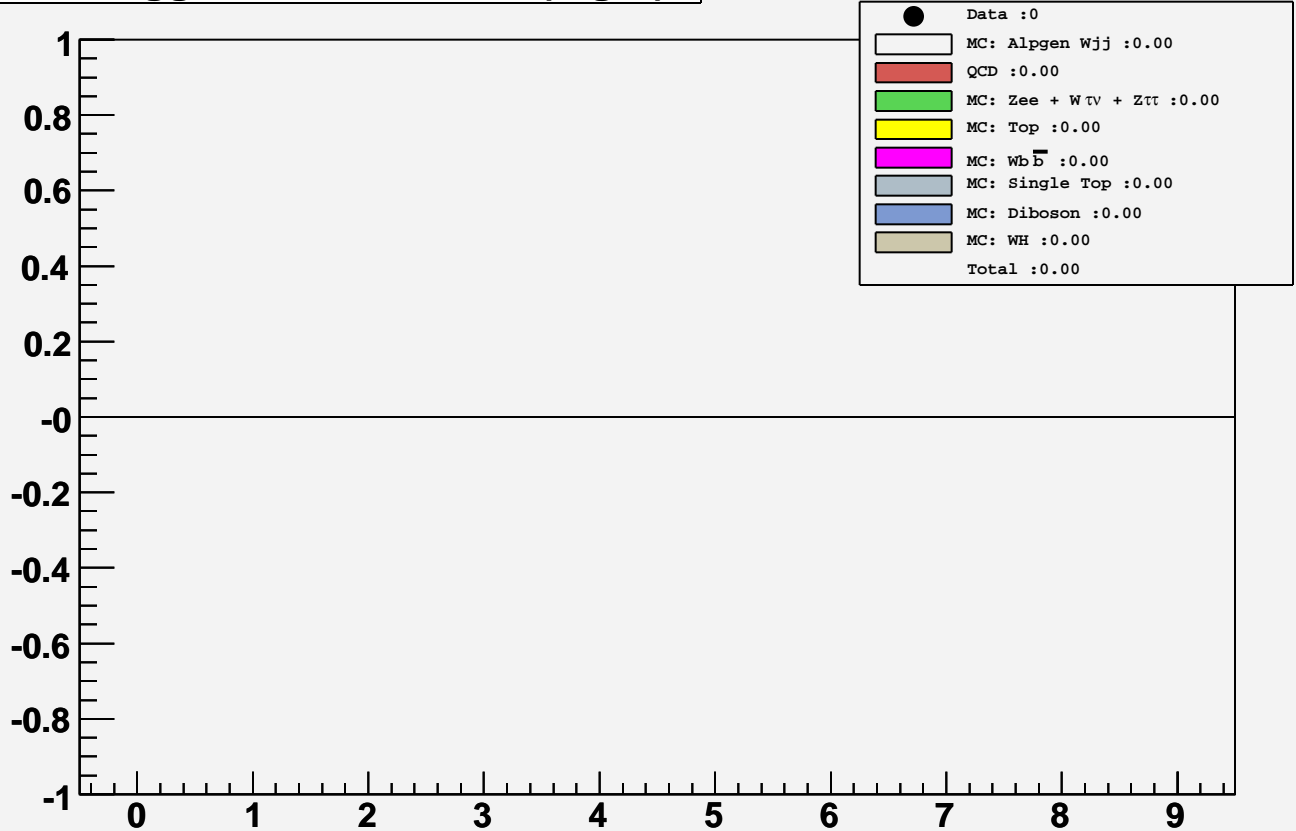 Data :0
MC: Alpgen Wjj :0.00
QCD :0.00
MC: Zee + Wτν + Zττ :0.00
MC: Top :0.00
MC: Wbb̅ :0.00
MC: Single Top :0.00
MC: Diboson :0.00
MC: WH :0.00
Total :0.00
1
0.8
0.6
0.4
0.2
-0
-0.2
-0.4
-0.6
-0.8
-1
0 1 2 3 4 5 6 7 8 9